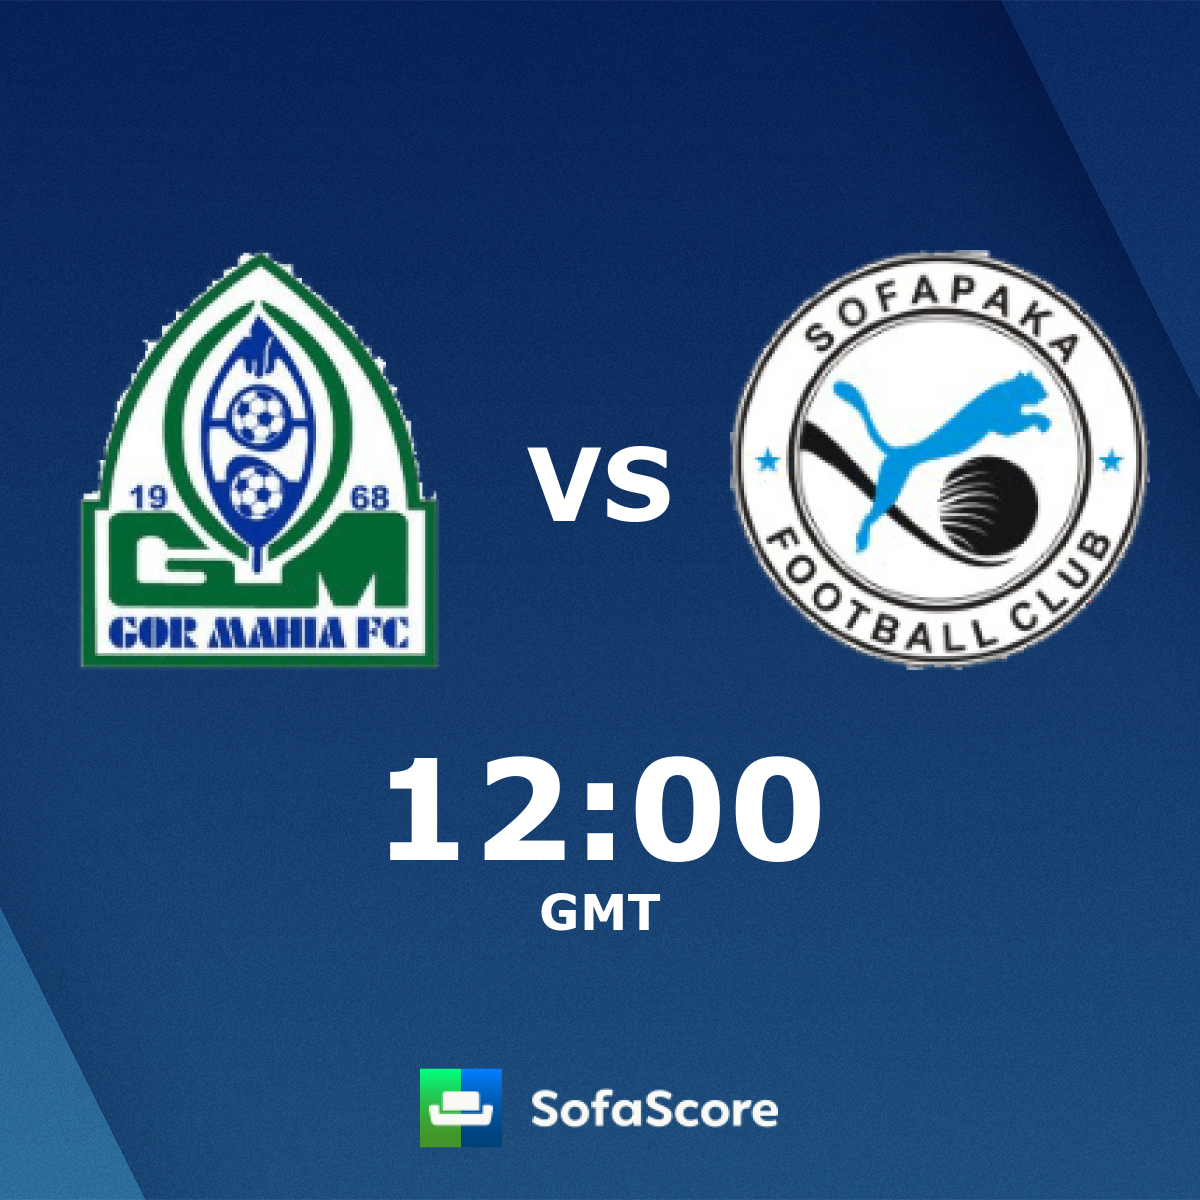 19 68
GM
GOR MAHIA FC
VS
SOFAPAKA
FOOTBALL CLUB
12:00
GMT
SofaScore